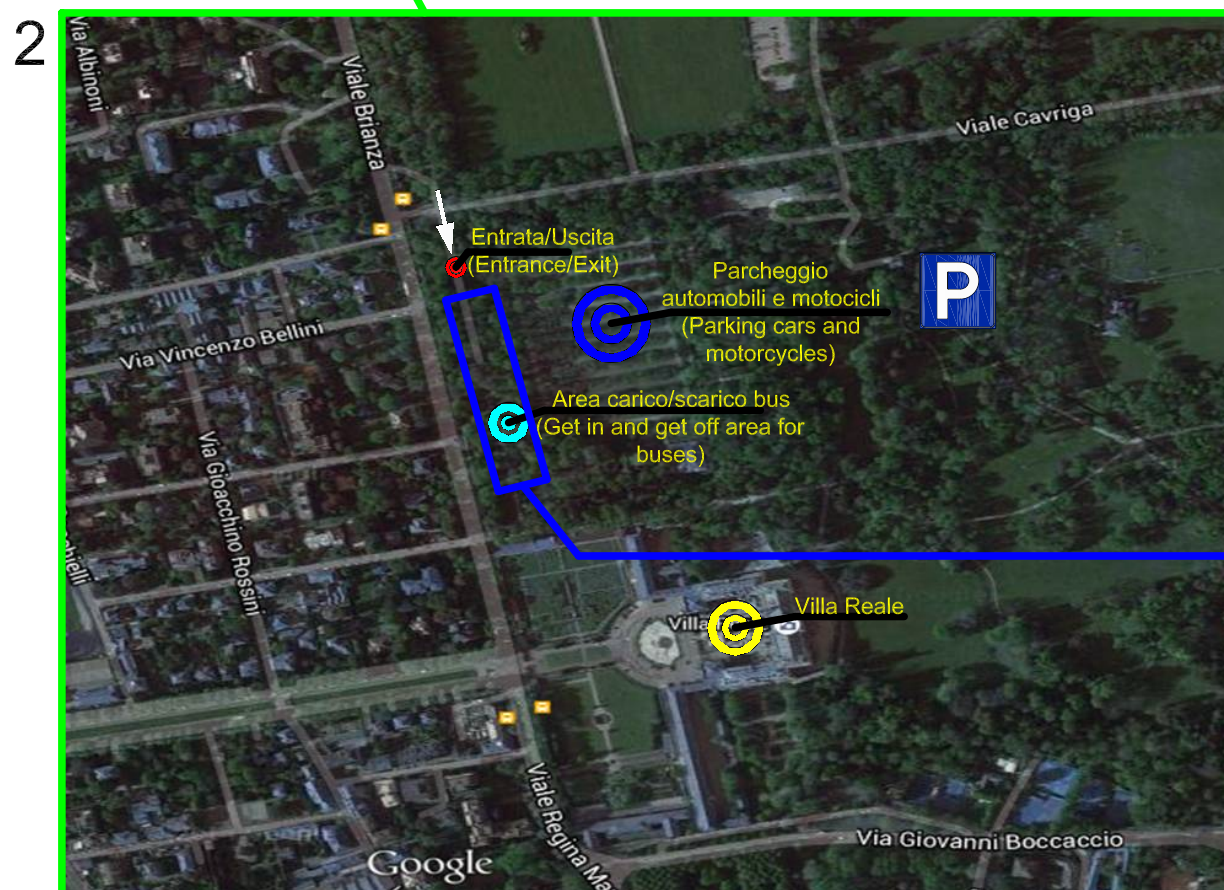 2
Via Albinoni
Viale Brianza
Viale Cavriga
Entrata/Uscita
(Entrance/Exit)
Parcheggio
automobili e motocicli
(Parking cars and
motorcycles)
P
Via Vincenzo Bellini
Area carico/scarico bus
(Get in and get off area for
buses)
Via Gioacchino Rossini
chielli
Villa Reale
Villa
Viale Regina Ma
Via Giovanni Boccaccio
Google